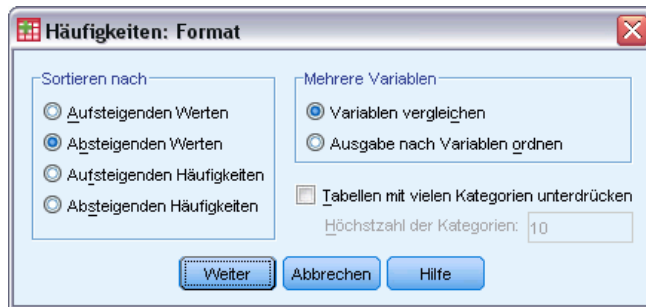 Häufigkeiten: Format
Sortieren nach
Aufsteigenden Werten
Absteigenden Werten
Aufsteigenden Häufigkeiten
Absteigenden Häufigkeiten
Mehrere Variablen
Variablen vergleichen
Ausgabe nach Variablen ordnen
Tabellen mit vielen Kategorien unterdrücken
Höchstzahl der Kategorien: 10
Weiter
Abbrechen
Hilfe